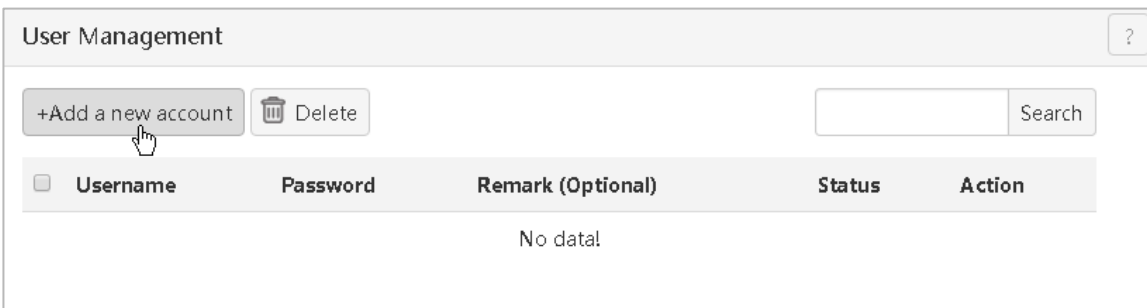 User Management
?
+Add a new account Delete Search
Username Password Remark (Optional) Status Action
No data!